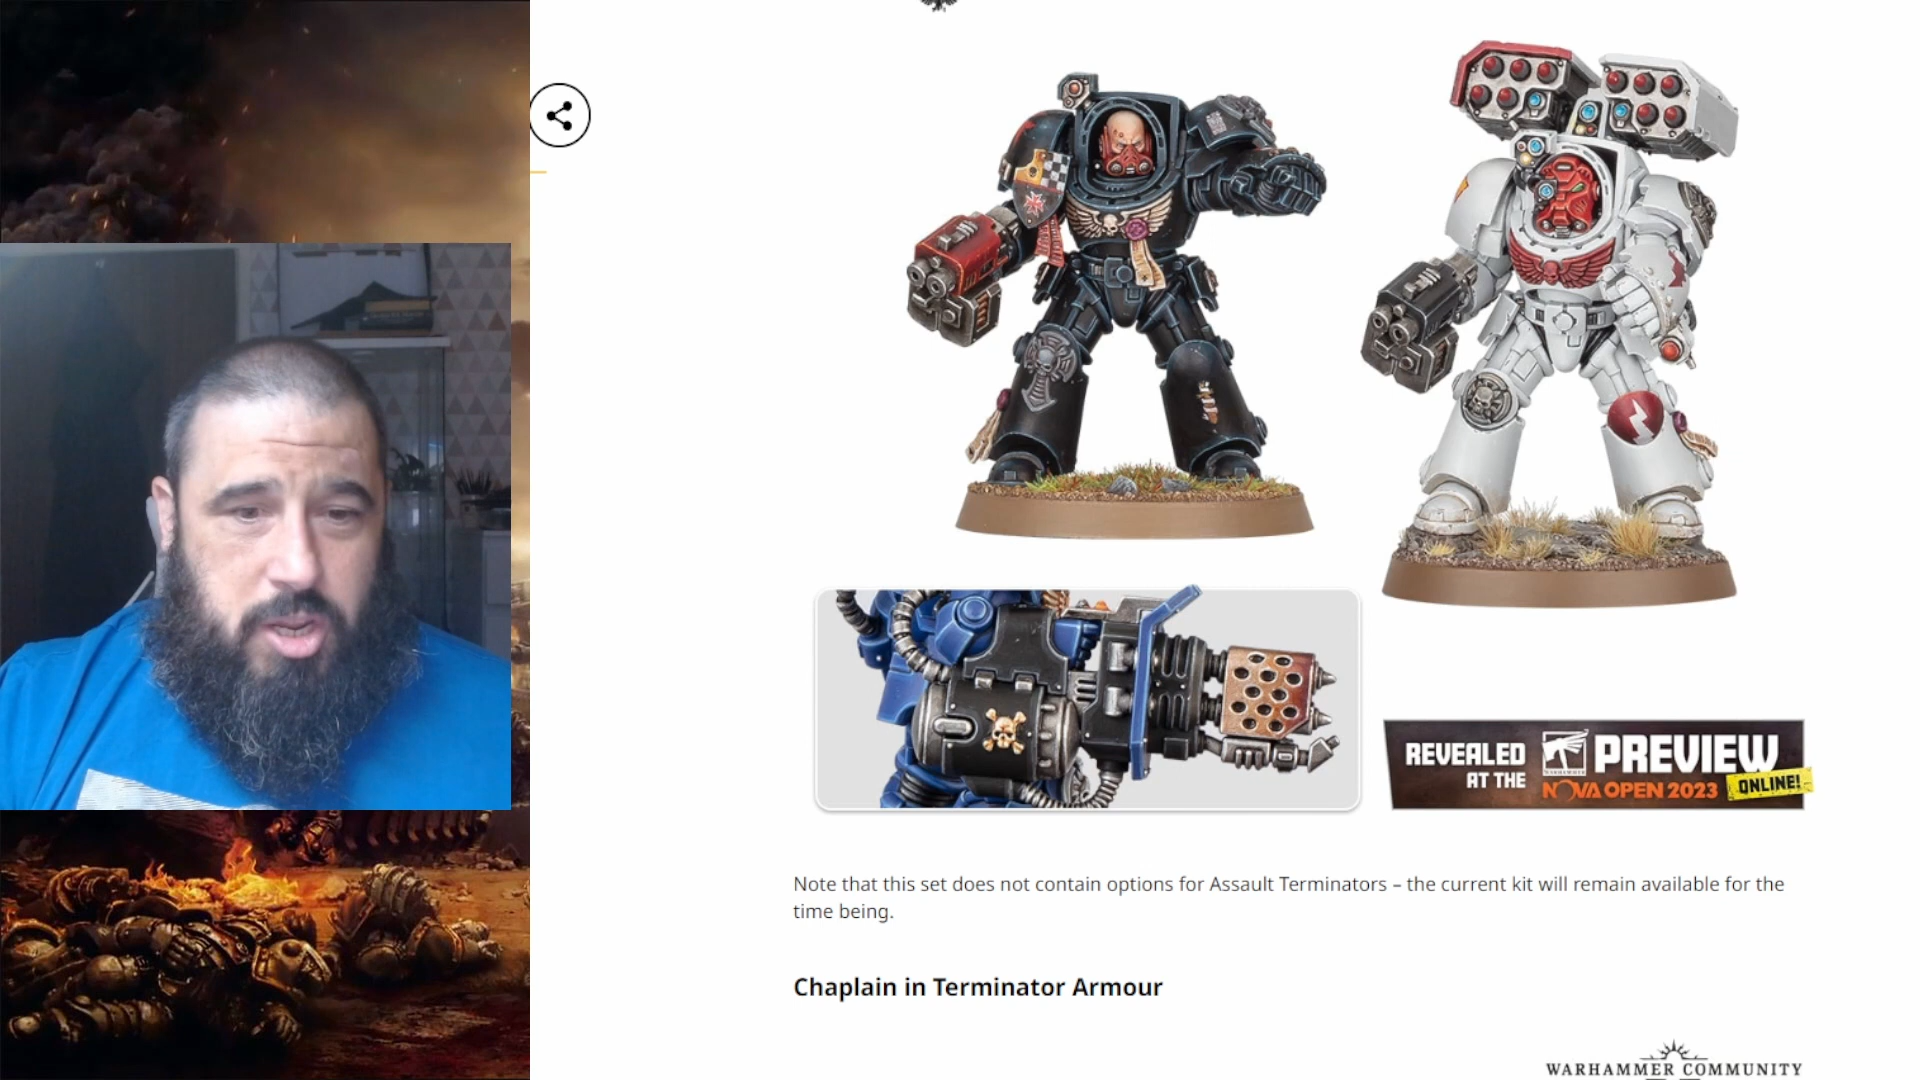 REVEALED
AT THE
WARHAMMER
PREVIEW
NOVA OPEN 2023
ONLINE!
Note that this set does not contain options for Assault Terminators – the current kit will remain available for the
time being.
Chaplain in Terminator Armour
WARHAMMER COMMUNITY